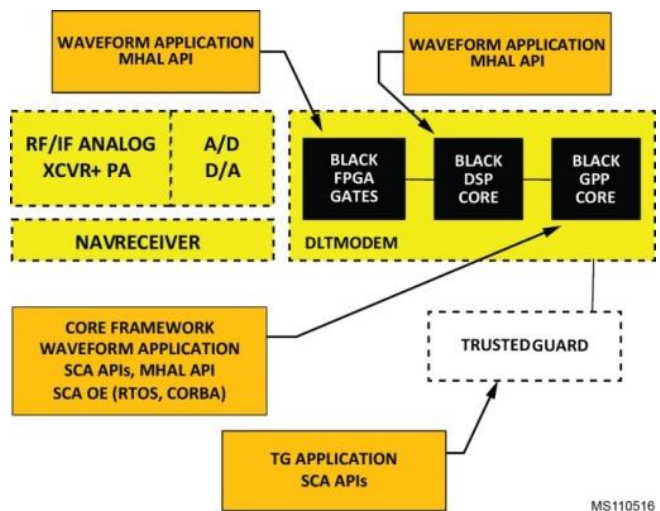 WAVEFORM APPLICATION
MHAL API
WAVEFORM APPLICATION
MHAL API
RF/IF ANALOG
XCVR+ PA
A/D
D/A
BLACK
FPGA
GATES
BLACK
DSP
CORE
BLACK
GPP
CORE
NAVRECEIVER
DLTMODEM
CORE FRAMEWORK
WAVEFORM APPLICATION
SCA APIs, MHAL API
SCA OE (RTOS, CORBA)
TRUSTEDGUARD
TG APPLICATION
SCA APIs
MS110516